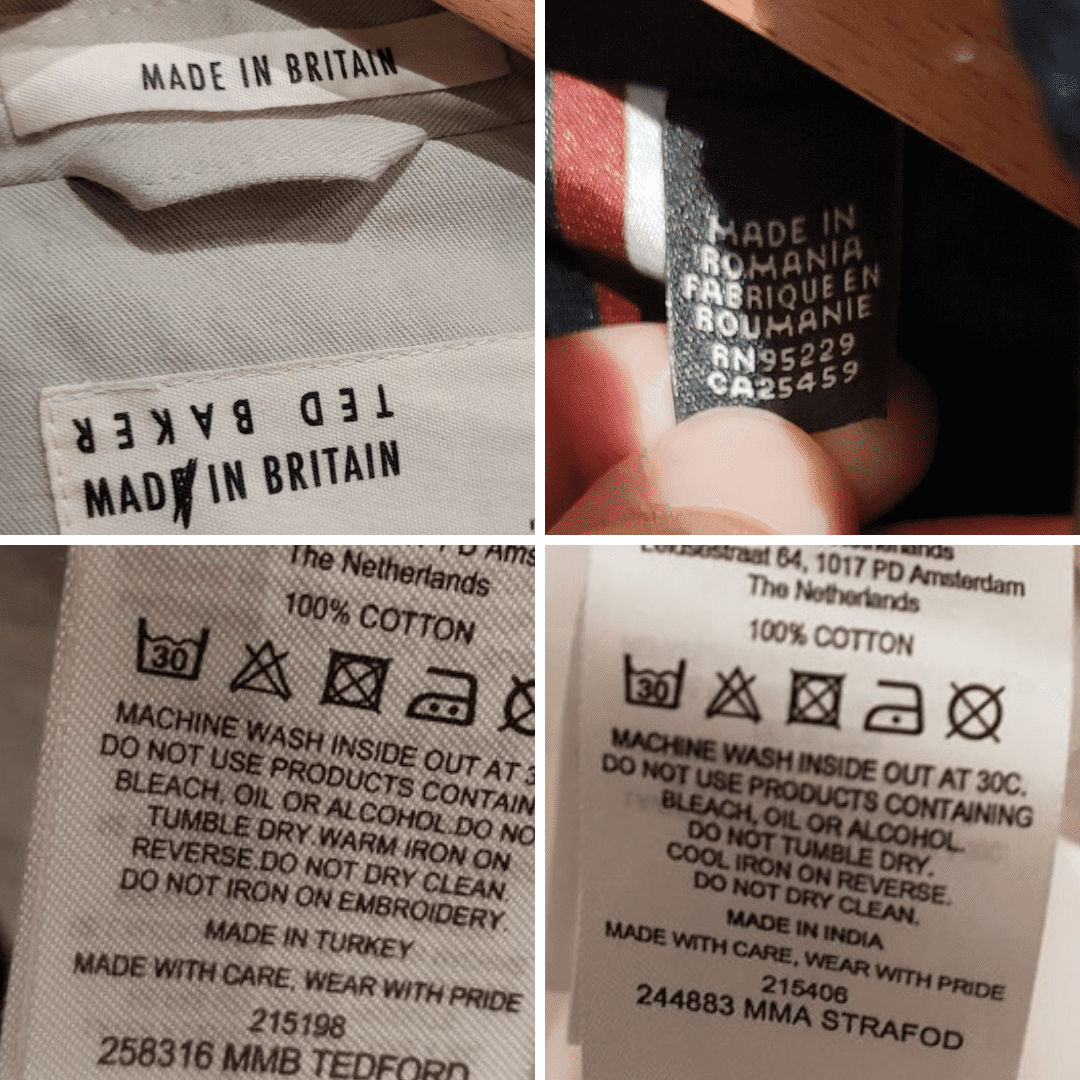 MADE IN BRITAIN
TED BAKER
MADE IN BRITAIN
MADE IN
ROMANIA
FABRIQUE EN
ROUMANIE
RN95229
CA25459
The Netherlands
100% COTTON
30
MACHINE WASH INSIDE OUT AT
DO NOT USE PRODUCTS
BLEACH, OIL OR ALCOHOL.DO
TUMBLE DRY.WARM IRON ON
REVERSE.DO NOT DRY CLEAN.
DO NOT IRON ON EMBROIDERY.
MADE IN TURKEY
MADE WITH CARE, WEAR WITH PRIDE
215198
258316 MMB TEDFORD
64, 1017 PD Amsterdam
The Netherlands
100% COTTON
30
MACHINE WASH INSIDE OUT AT 30C.
DO NOT USE PRODUCTS CONTAINING
BLEACH, OIL OR ALCOHOL.
DO NOT TUMBLE DRY.
COOL IRON ON REVERSE.
DO NOT DRY CLEAN.
MADE IN INDIA
MADE WITH CARE, WEAR WITH PRIDE
215406
244883 MMA STRAFOD